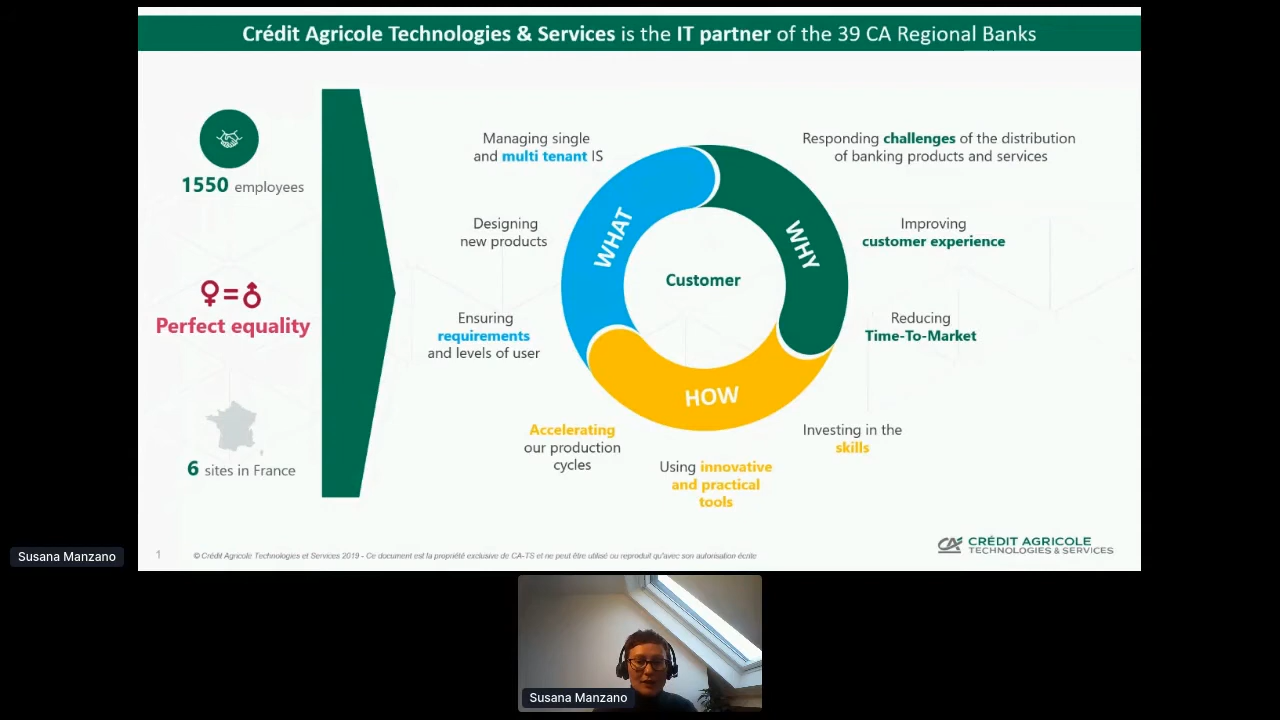 Crédit Agricole Technologies & Services is the IT partner of the 39 CA Regional Banks
1550 employees
♀=♂
Perfect equality
6 sites in France
Managing single
and multi tenant IS
Designing
new products
Ensuring
requirements
and levels of user
WHAT
WHY
HOW
Customer
Responding challenges of the distribution
of banking products and services
Improving
customer experience
Reducing
Time-To-Market
Accelerating
our production
cycles
Using innovative
and practical
tools
Investing in the
skills
1
© Crédit Agricole Technologies et Services 2019 - Ce document est la propriété exclusive de CA-TS et ne peut être utilisé ou reproduit qu'avec son autorisation écrite
CA CRÉDIT AGRICOLE
TECHNOLOGIES & SERVICES
Susana Manzano
Susana Manzano